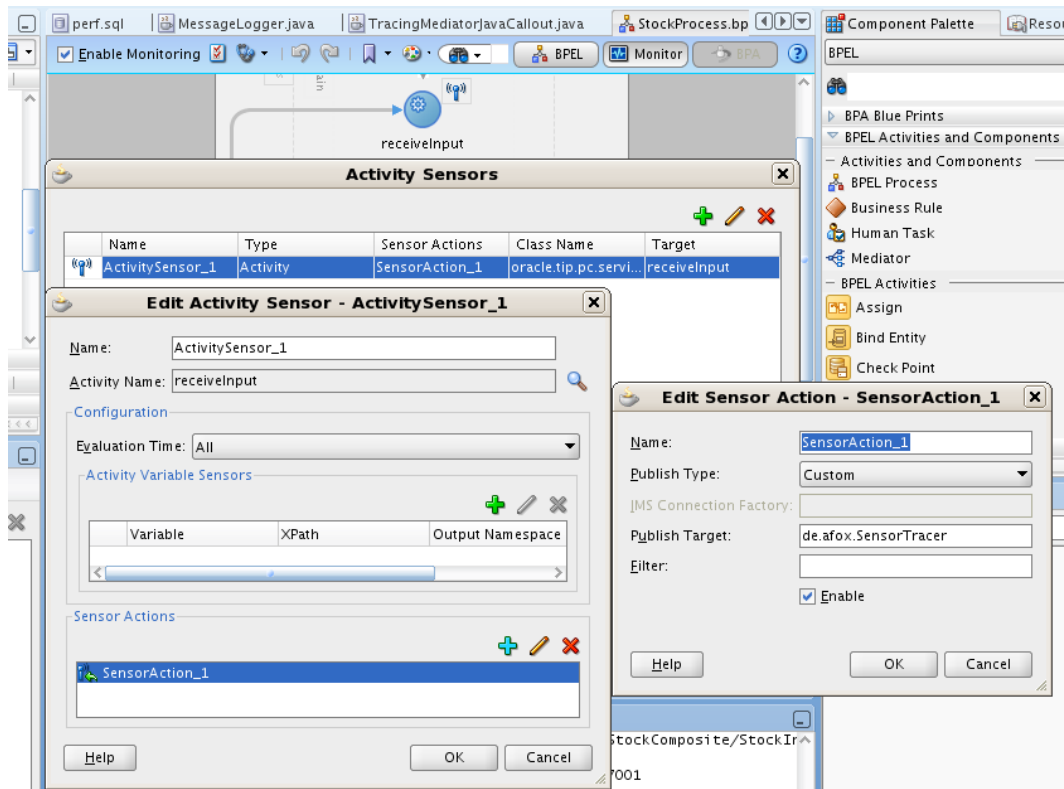 perf.sql MessageLogger.java TracingMediatorJavaCallout.java StockProcess.bp
Enable Monitoring BPEL Monitor BPA
ain
receiveInput
Component Palette Resou
BPEL
BPA Blue Prints
BPEL Activities and Components
Activities and Components
BPEL Process
Business Rule
Human Task
Mediator
BPEL Activities
Assign
Bind Entity
Check Point
Activity Sensors
Name Type Sensor Actions Class Name Target
ActivitySensor_1 Activity SensorAction_1 oracle.tip.pc.servi... receiveInput
Edit Activity Sensor - ActivitySensor_1
Name: ActivitySensor_1
Activity Name: receiveInput
Configuration
Evaluation Time: All
Activity Variable Sensors
Variable XPath Output Namespace
Sensor Actions
SensorAction_1
Help OK Cancel
Edit Sensor Action - SensorAction_1
Name: SensorAction_1
Publish Type: Custom
JMS Connection Factory:
Publish Target: de.afox.SensorTracer
Filter:
Enable
Help OK Cancel
StockComposite/StockIr
7001